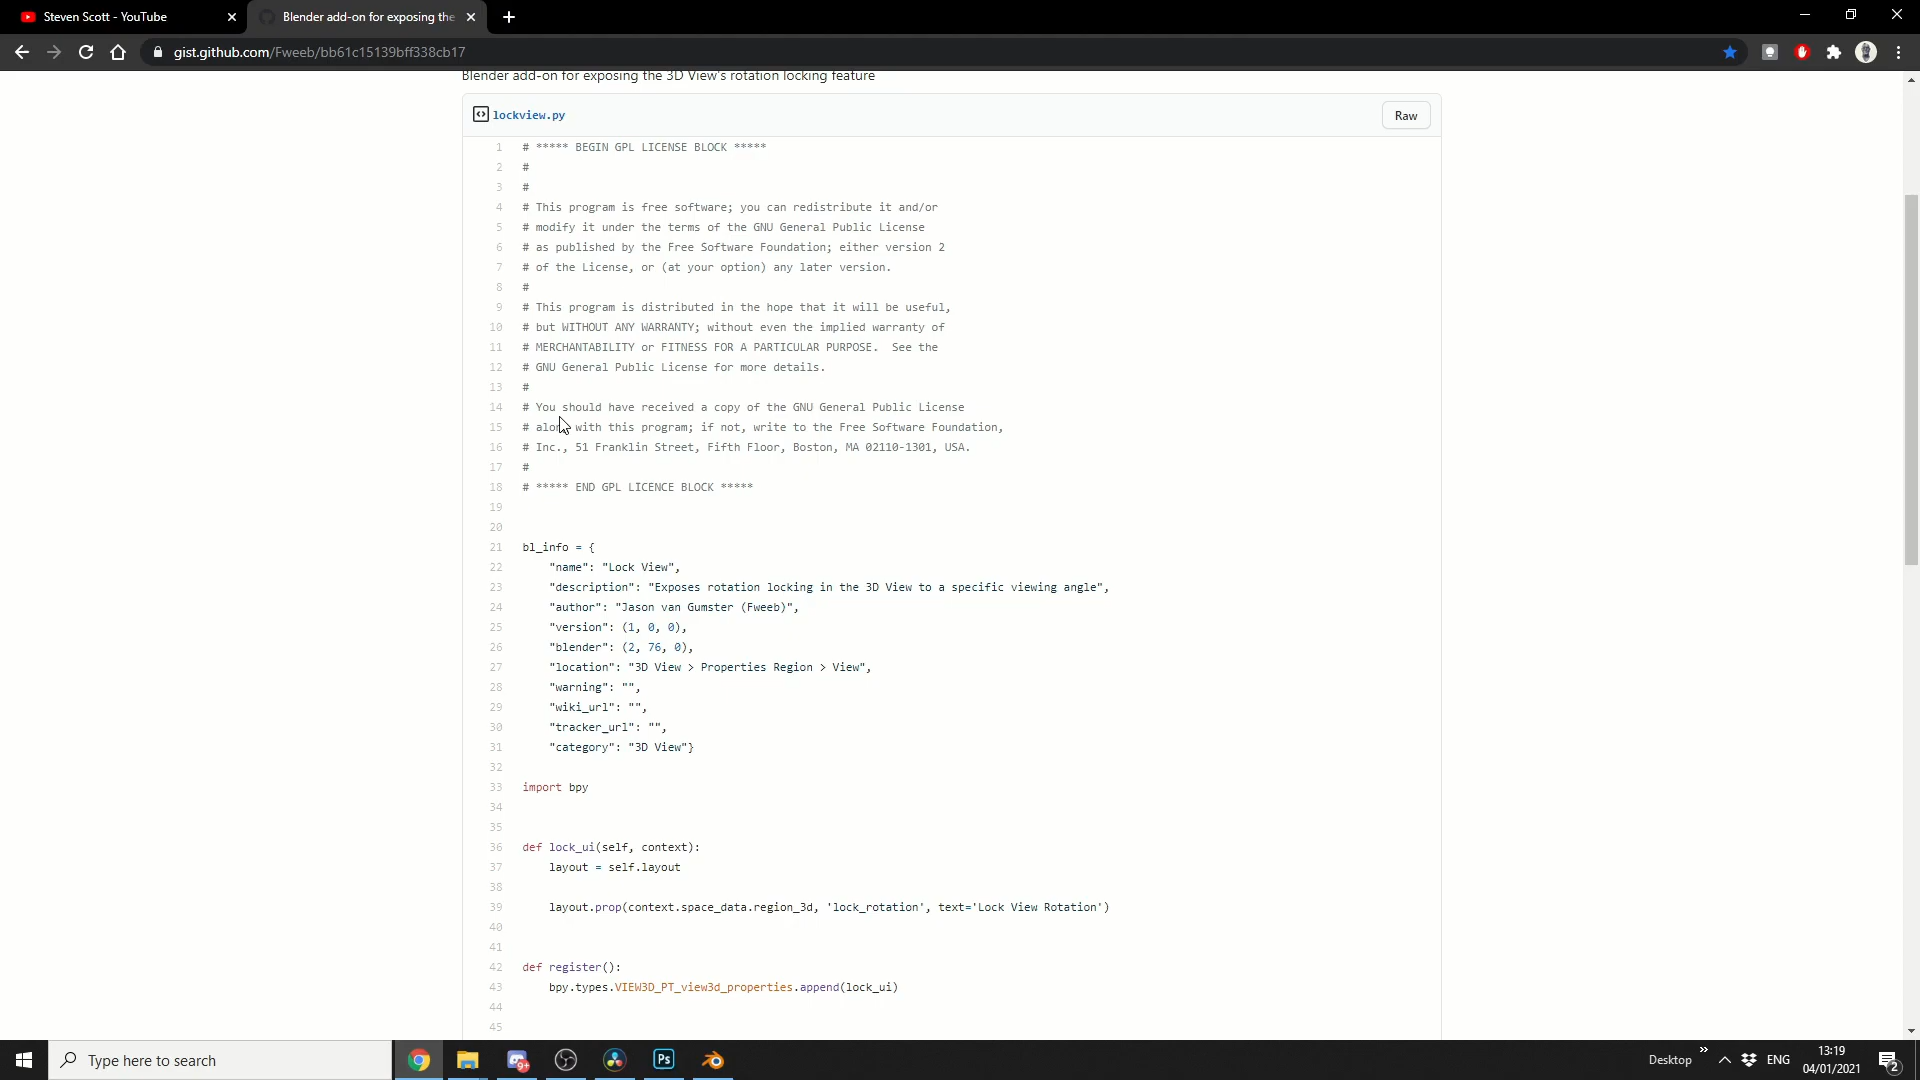 Steven Scott - YouTube
Blender add-on for exposing the
gist.github.com/Fweeb/bb61c15139bff338cb17
Blender add-on for exposing the 3D View's rotation locking feature
lockview.py
Raw
1 # ***** BEGIN GPL LICENSE BLOCK *****
2 #
3 #
4 # This program is free software; you can redistribute it and/or
5 # modify it under the terms of the GNU General Public License
6 # as published by the Free Software Foundation; either version 2
7 # of the License, or (at your option) any later version.
8 #
9 # This program is distributed in the hope that it will be useful,
10 # but WITHOUT ANY WARRANTY; without even the implied warranty of
11 # MERCHANTABILITY or FITNESS FOR A PARTICULAR PURPOSE.  See the
12 # GNU General Public License for more details.
13 #
14 # You should have received a copy of the GNU General Public License
15 # along with this program; if not, write to the Free Software Foundation,
16 # Inc., 51 Franklin Street, Fifth Floor, Boston, MA 02110-1301, USA.
17 #
18 # ***** END GPL LICENCE BLOCK *****
19
20
21 bl_info = {
22     "name": "Lock View",
23     "description": "Exposes rotation locking in the 3D View to a specific viewing angle",
24     "author": "Jason van Gumster (Fweeb)",
25     "version": (1, 0, 0),
26     "blender": (2, 76, 0),
27     "location": "3D View > Properties Region > View",
28     "warning": "",
29     "wiki_url": "",
30     "tracker_url": "",
31     "category": "3D View"}
32
33 import bpy
34
35
36 def lock_ui(self, context):
37     layout = self.layout
38
39     layout.prop(context.space_data.region_3d, 'lock_rotation', text='Lock View Rotation')
40
41
42 def register():
43     bpy.types.VIEW3D_PT_view3d_properties.append(lock_ui)
44
45
Type here to search
9+
Ps
Desktop
ENG
13:19
04/01/2021
2